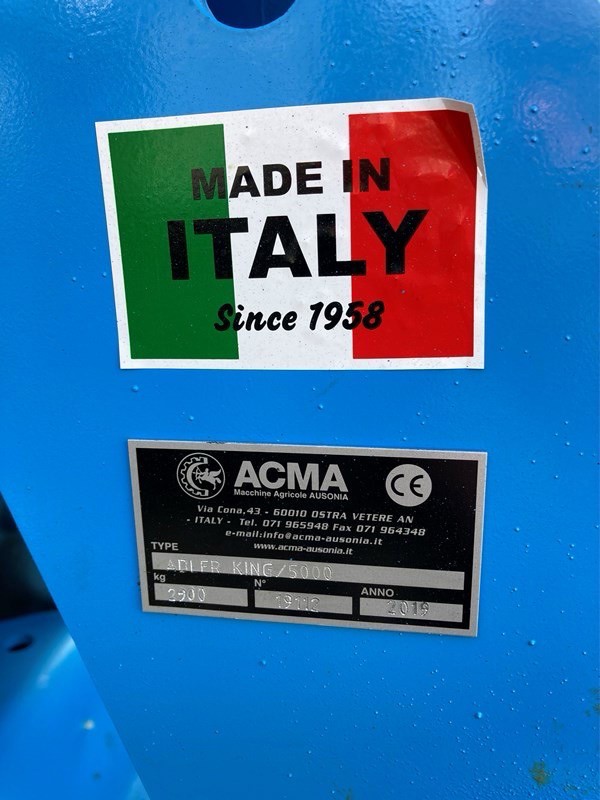 MADE IN
ITALY
Since 1958
ACMA
Macchine Agricole AUSONIA
CE
Via Cona,43 - 60010 OSTRA VETERE AN
- ITALY - Tel. 071 965948 Fax 071 964348
e-mail:info@acma-ausonia.it
www.acma-ausonia.it
TYPE
ADLER KING/5000
kg N° ANNO
2019